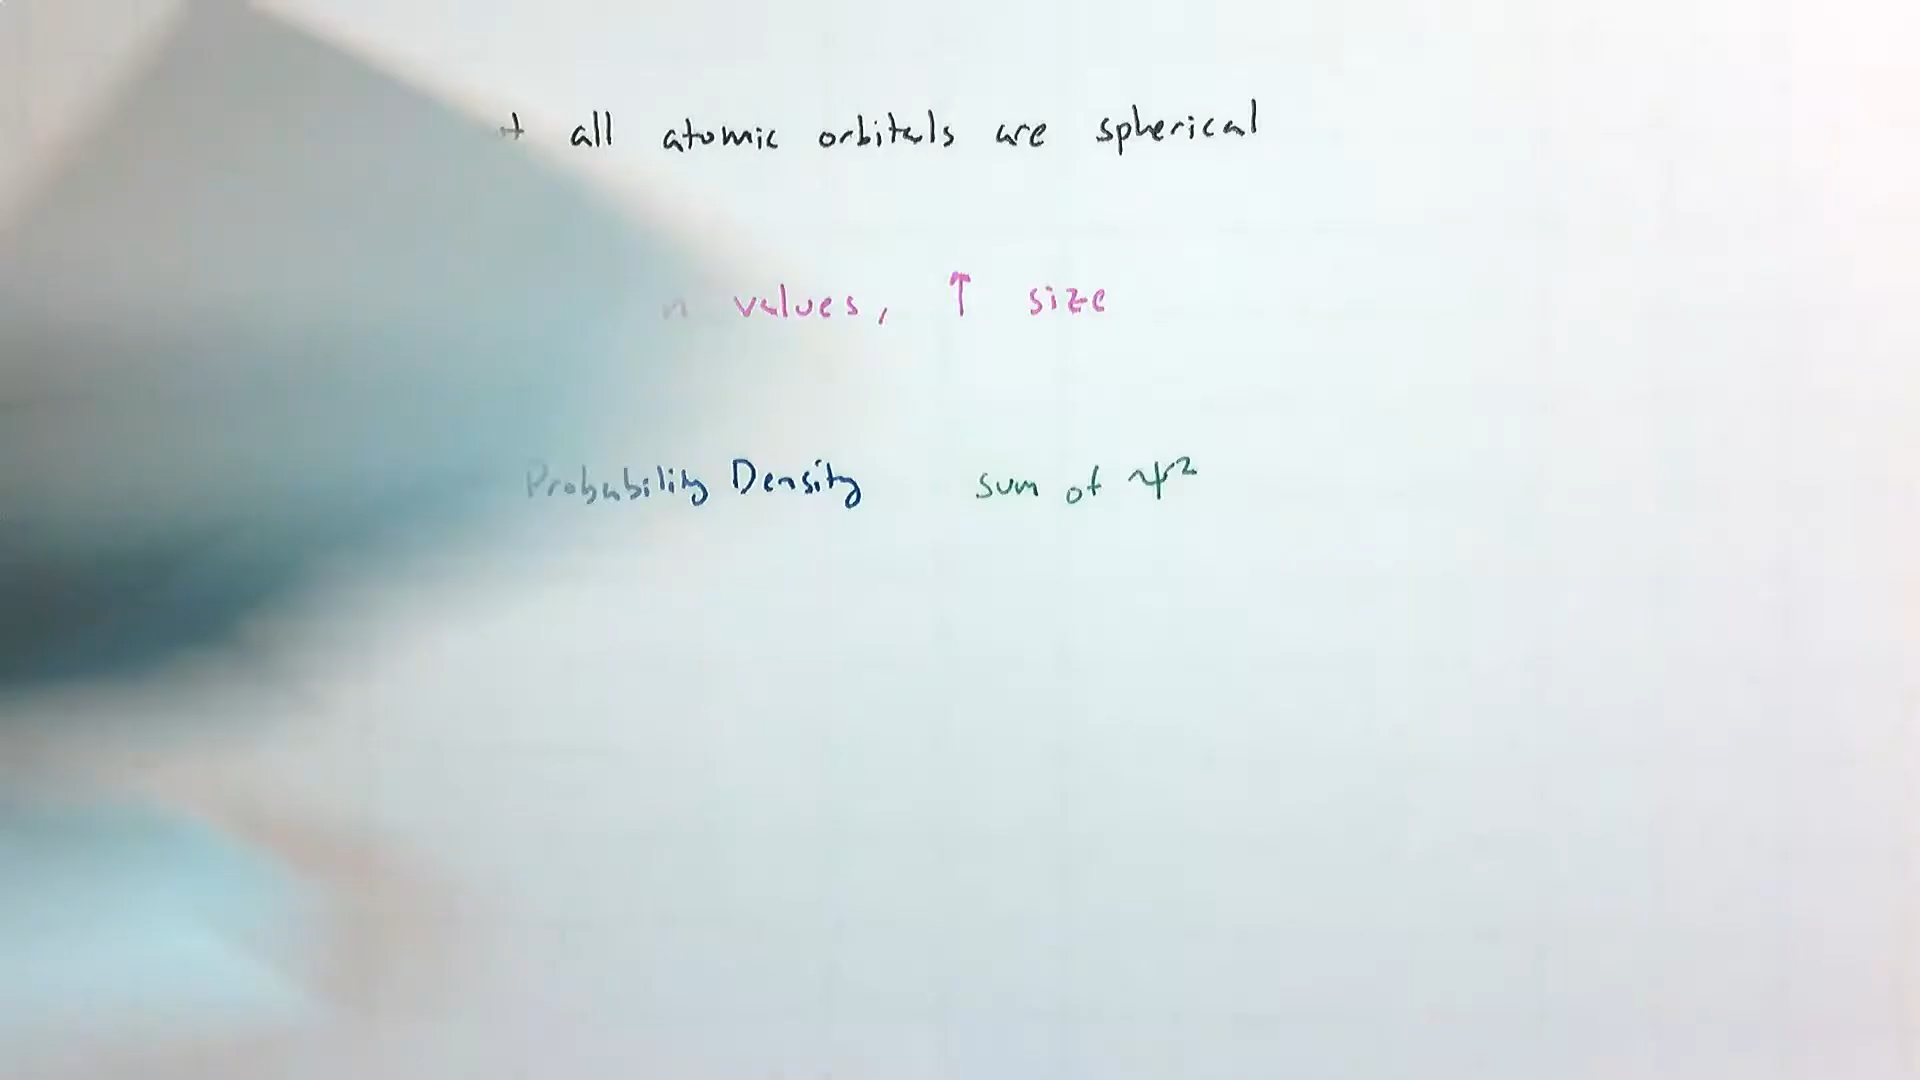 all atomic orbitals are spherical
n values, ↑ size
Probability Density sum of ψ²